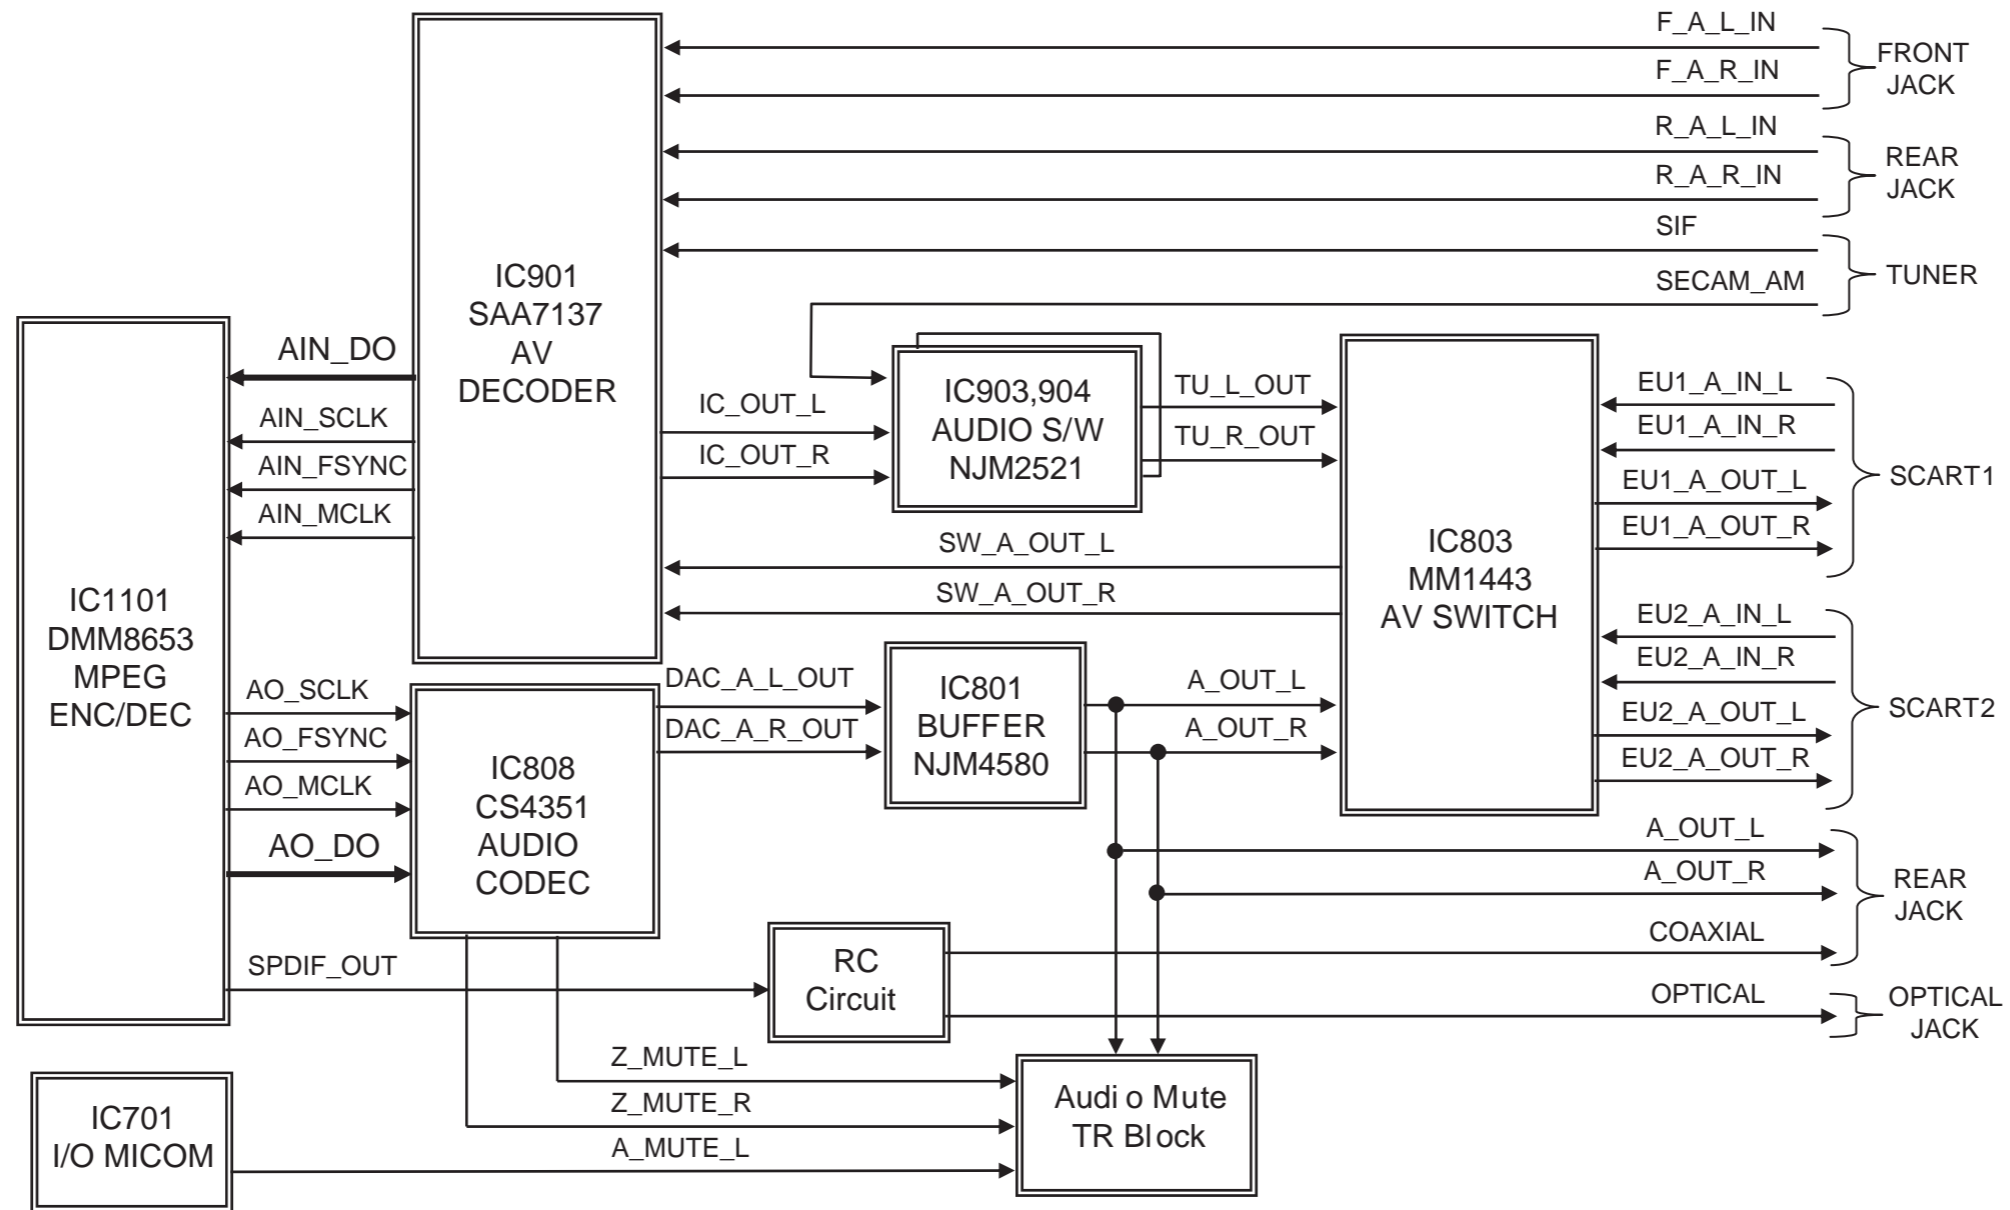 F_A_L_IN
F_A_R_IN
FRONT
JACK
R_A_L_IN
R_A_R_IN
REAR
JACK
SIF
SECAM_AM
TUNER
IC901
SAA7137
AV
DECODER
AIN_DO
AIN_SCLK
AIN_FSYNC
AIN_MCLK
IC_OUT_L
IC_OUT_R
IC903,904
AUDIO S/W
NJM2521
TU_L_OUT
TU_R_OUT
SW_A_OUT_L
SW_A_OUT_R
IC803
MM1443
AV SWITCH
EU1_A_IN_L
EU1_A_IN_R
EU1_A_OUT_L
EU1_A_OUT_R
SCART1
EU2_A_IN_L
EU2_A_IN_R
EU2_A_OUT_L
EU2_A_OUT_R
SCART2
IC1101
DMM8653
MPEG
ENC/DEC
AO_SCLK
AO_FSYNC
AO_MCLK
AO_DO
IC808
CS4351
AUDIO
CODEC
DAC_A_L_OUT
DAC_A_R_OUT
IC801
BUFFER
NJM4580
A_OUT_L
A_OUT_R
A_OUT_L
A_OUT_R
COAXIAL
REAR
JACK
SPDIF_OUT
RC
Circuit
OPTICAL
OPTICAL
JACK
Z_MUTE_L
Z_MUTE_R
A_MUTE_L
IC701
I/O MICOM
Audi o Mute
TR Block